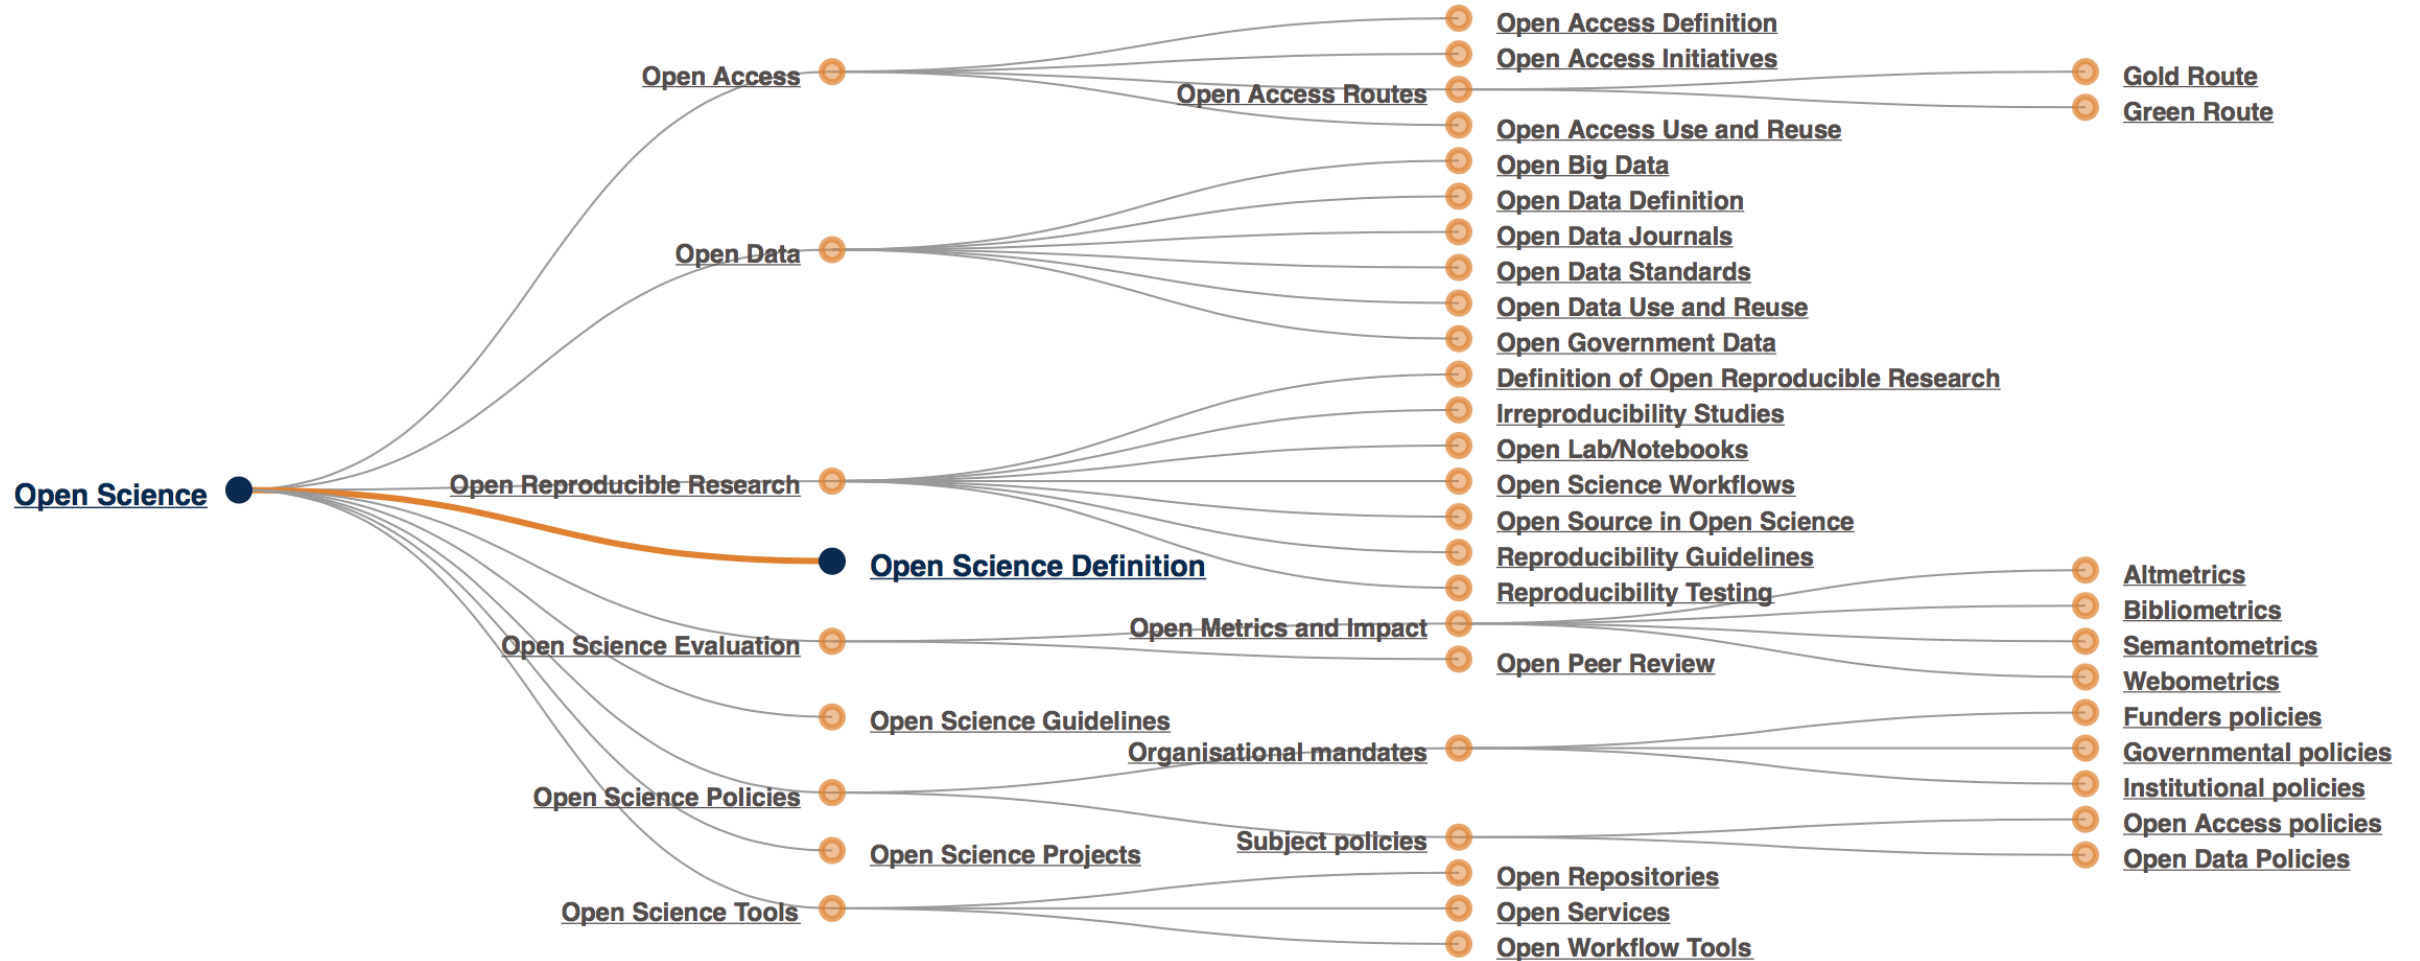 Open Science
Open Access
Open Access Definition
Open Access Initiatives
Open Access Routes
Gold Route
Green Route
Open Access Use and Reuse
Open Data
Open Big Data
Open Data Definition
Open Data Journals
Open Data Standards
Open Data Use and Reuse
Open Government Data
Open Reproducible Research
Definition of Open Reproducible Research
Irreproducibility Studies
Open Lab/Notebooks
Open Science Workflows
Open Source in Open Science
Reproducibility Guidelines
Reproducibility Testing
Open Science Definition
Open Science Evaluation
Open Metrics and Impact
Altmetrics
Bibliometrics
Semantometrics
Webometrics
Open Peer Review
Open Science Guidelines
Open Science Policies
Organisational mandates
Funders policies
Governmental policies
Institutional policies
Subject policies
Open Access policies
Open Data Policies
Open Science Projects
Open Science Tools
Open Repositories
Open Services
Open Workflow Tools